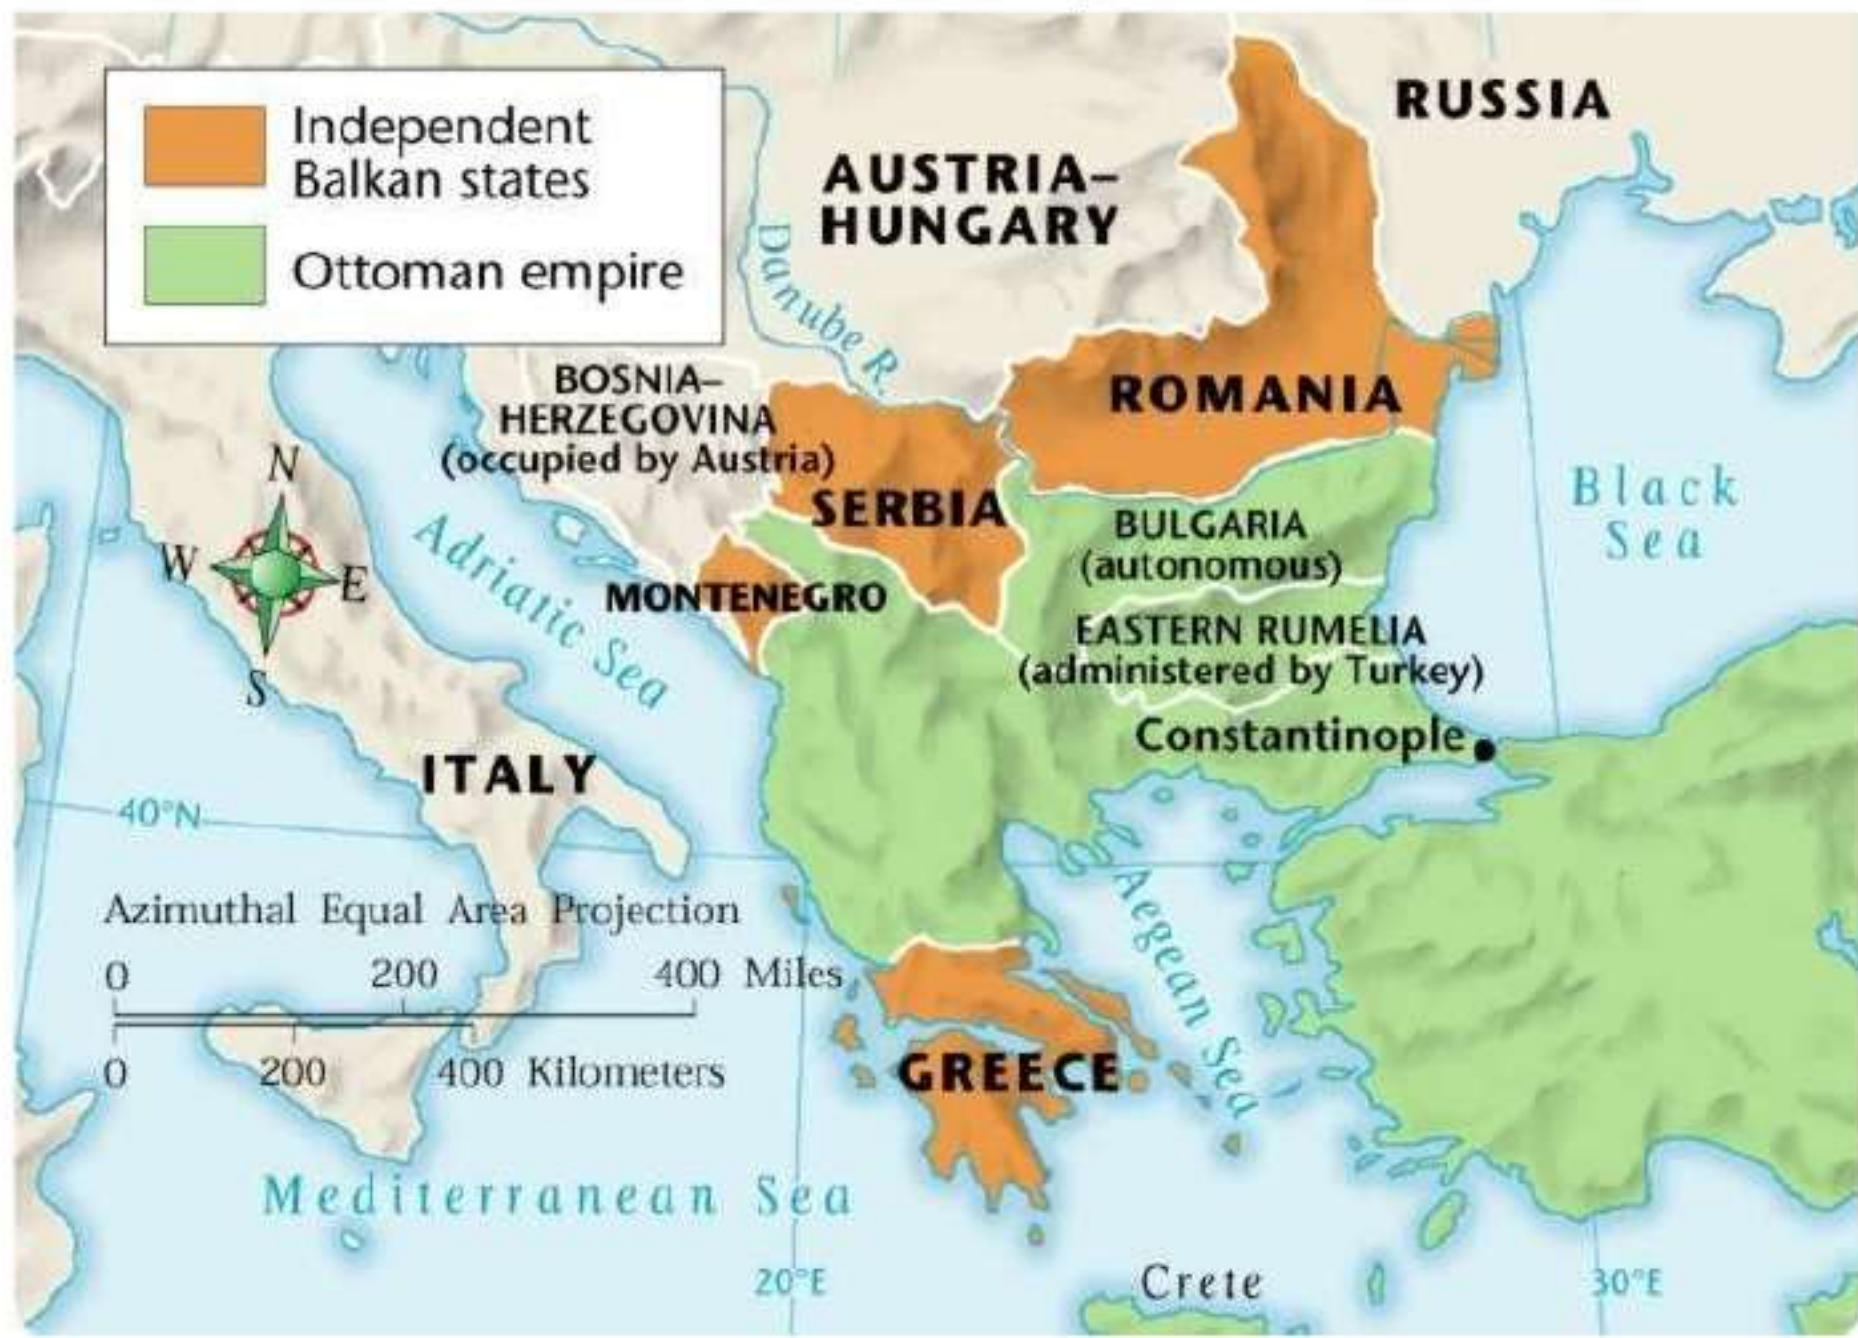 Independent
Balkan states
Ottoman empire
RUSSIA
AUSTRIA–
HUNGARY
Danube R.
BOSNIA–
HERZEGOVINA
(occupied by Austria)
ROMANIA
SERBIA
BULGARIA
(autonomous)
Black
Sea
MONTENEGRO
EASTERN RUMELIA
(administered by Turkey)
Constantinople
N
W
E
S
Adriatic Sea
ITALY
40°N
Azimuthal Equal Area Projection
0 200 400 Miles
0 200 400 Kilometers
Aegean Sea
GREECE
Mediterranean Sea
20°E
Crete
30°E